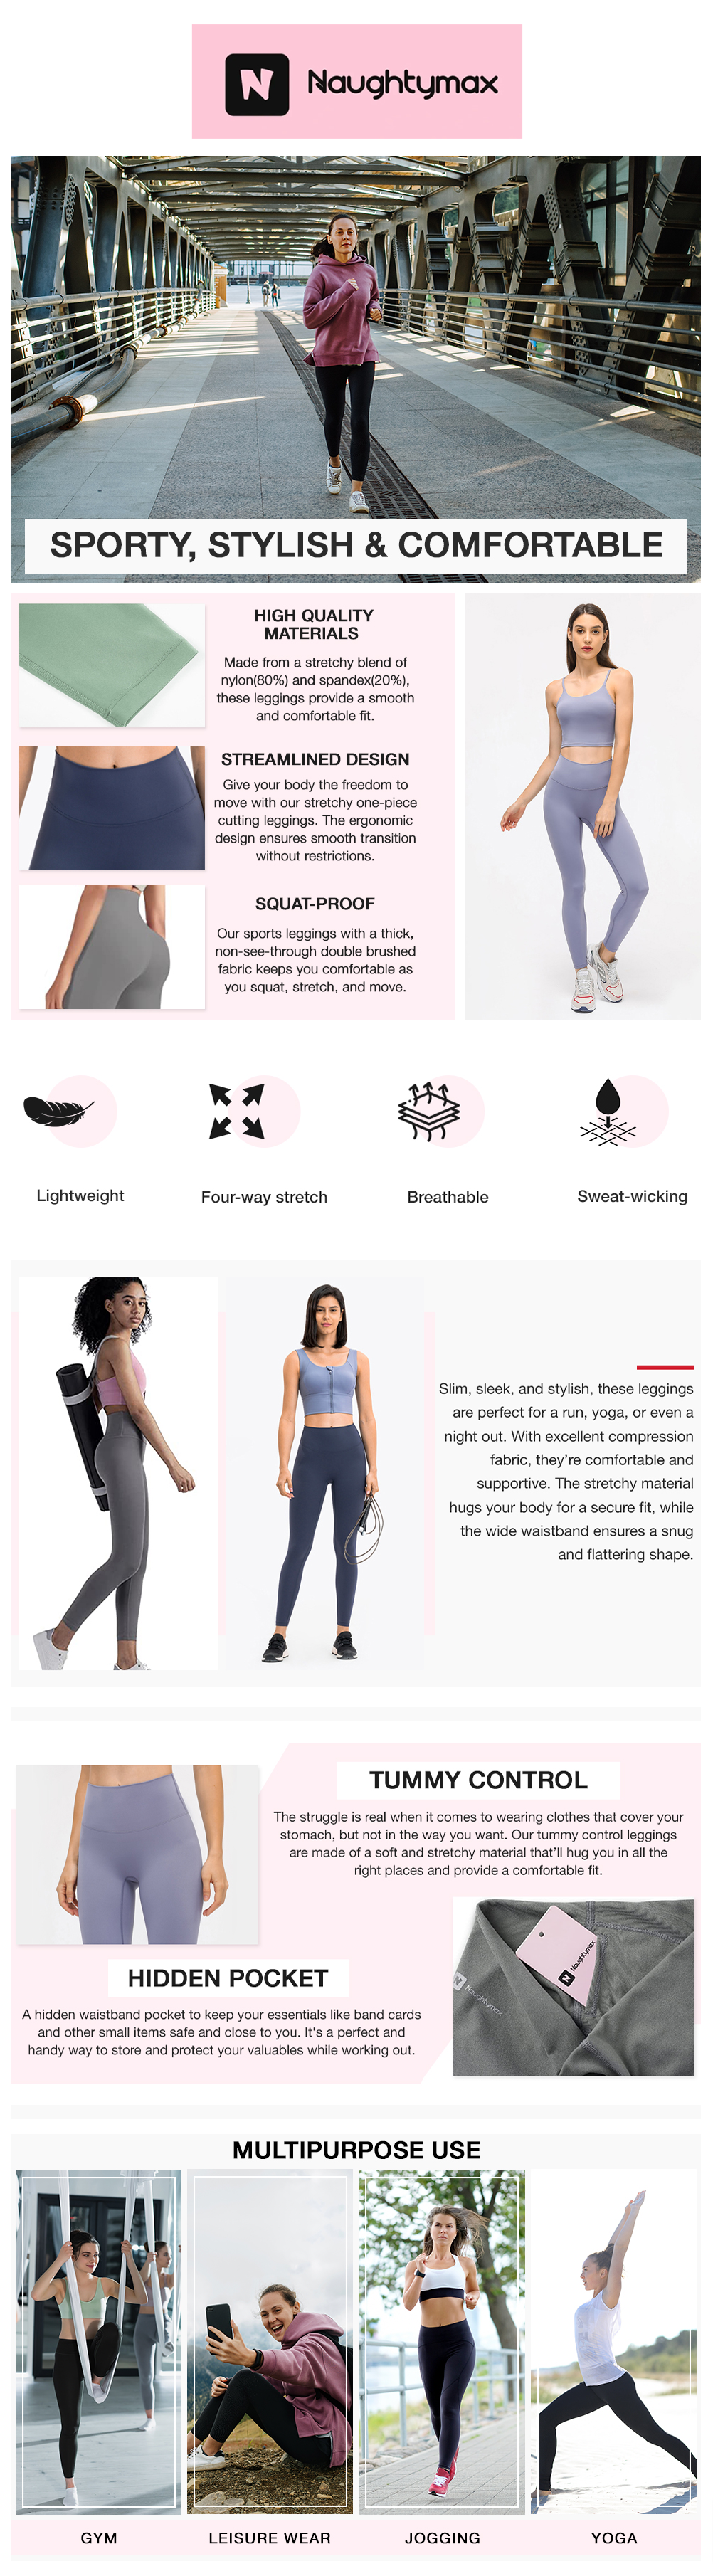 N Naughtymax
SPORTY, STYLISH & COMFORTABLE
HIGH QUALITY
MATERIALS
Made from a stretchy blend of
nylon(80%) and spandex(20%),
these leggings provide a smooth
and comfortable fit.
STREAMLINED DESIGN
Give your body the freedom to
move with our stretchy one-piece
cutting leggings. The ergonomic
design ensures smooth transition
without restrictions.
SQUAT-PROOF
Our sports leggings with a thick,
non-see-through double brushed
fabric keeps you comfortable as
you squat, stretch, and move.
Lightweight
Four-way stretch
Breathable
Sweat-wicking
Slim, sleek, and stylish, these leggings
are perfect for a run, yoga, or even a
night out. With excellent compression
fabric, they’re comfortable and
supportive. The stretchy material
hugs your body for a secure fit, while
the wide waistband ensures a snug
and flattering shape.
TUMMY CONTROL
The struggle is real when it comes to wearing clothes that cover your
stomach, but not in the way you want. Our tummy control leggings
are made of a soft and stretchy material that’ll hug you in all the
right places and provide a comfortable fit.
N Naughtymax
N Naughtymax
HIDDEN POCKET
A hidden waistband pocket to keep your essentials like band cards
and other small items safe and close to you. It's a perfect and
handy way to store and protect your valuables while working out.
MULTIPURPOSE USE
GYM
LEISURE WEAR
JOGGING
YOGA